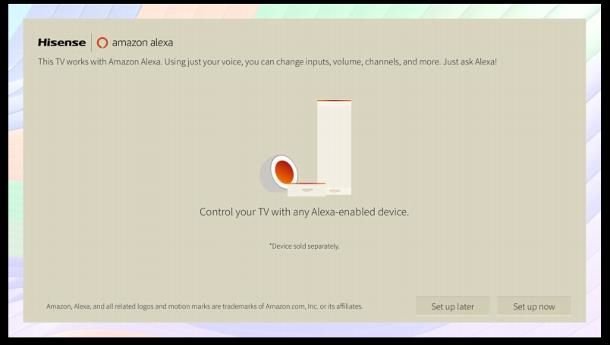 Hisense | amazon alexa
This TV works with Amazon Alexa. Using just your voice, you can change inputs, volume, channels, and more. Just ask Alexa!
Control your TV with any Alexa-enabled device.
*Device sold separately.
Amazon, Alexa, and all related logos and motion marks are trademarks of Amazon.com, Inc. or its affiliates.
Set up later
Set up now